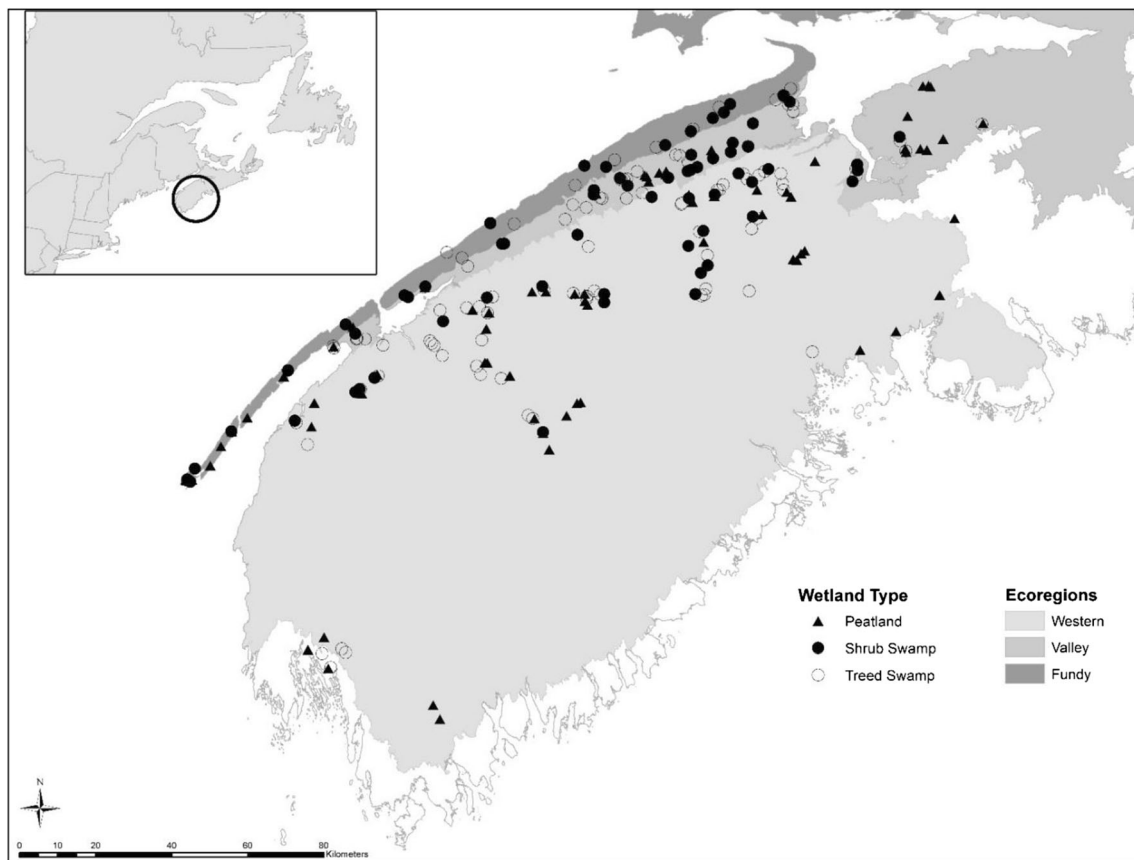 Wetland Type
Peatland
Shrub Swamp
Treed Swamp
Ecoregions
Western
Valley
Fundy
N
0 10 20 40 60 80
Kilometers